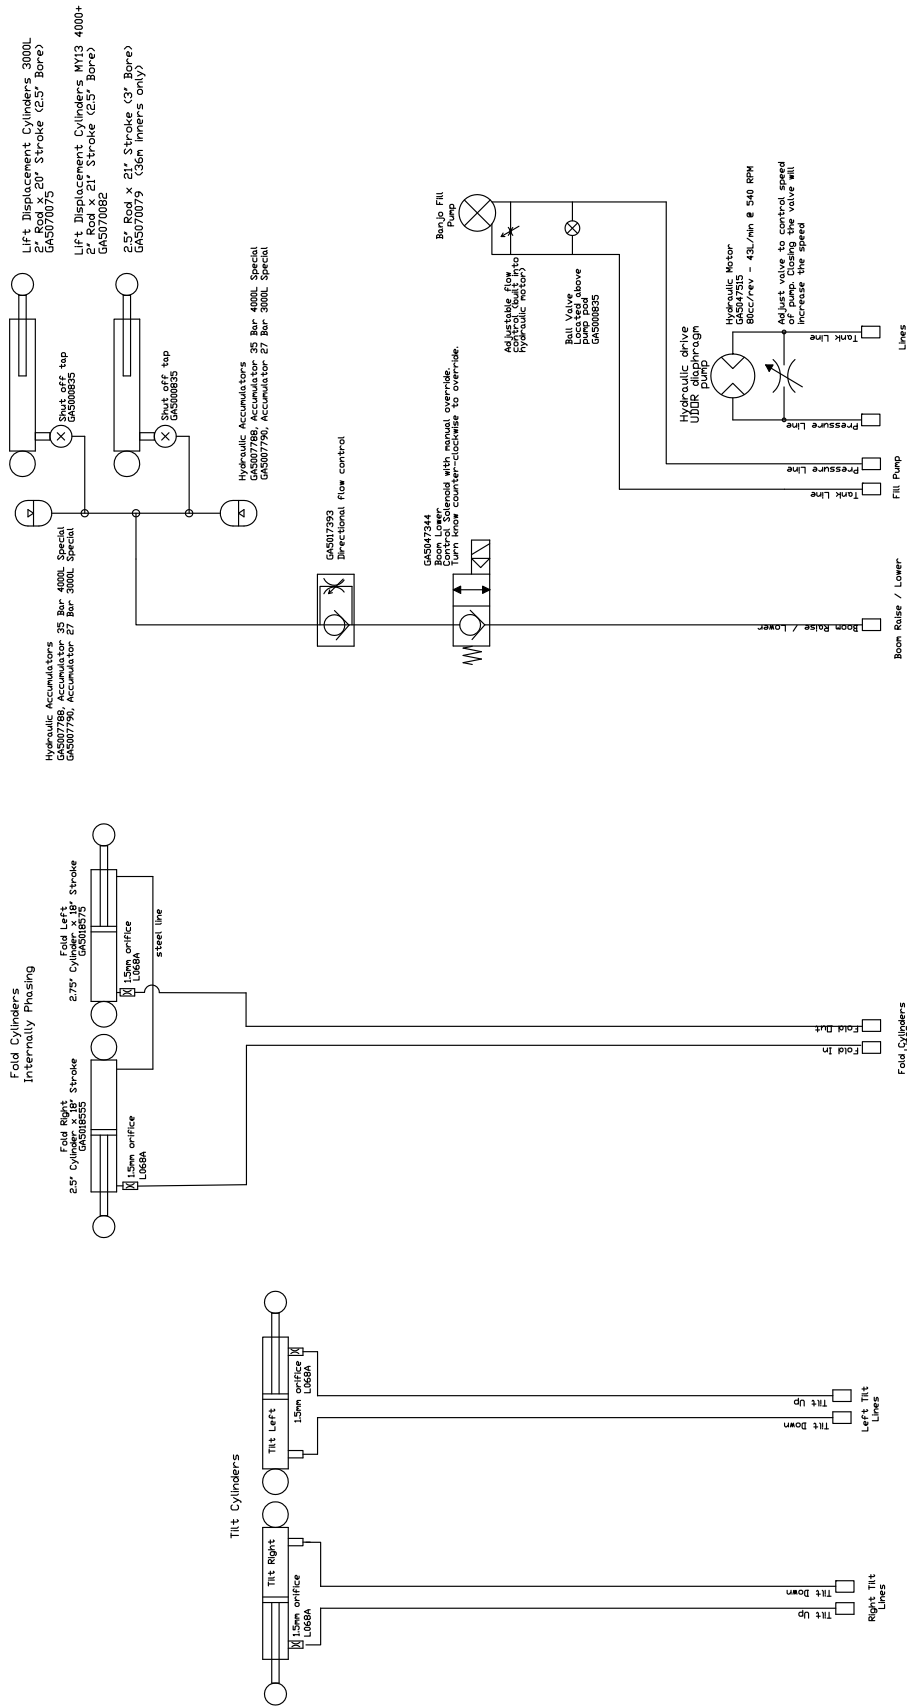 Tilt Cylinders
Tilt Right
Tilt Left
1.5mm orifice
L068A
1.5mm orifice
L068A
Tilt Up
Tilt Down
Right Tilt
Lines
Tilt Down
Tilt Up
Left Tilt
Lines
Fold Cylinders
Internally Phasing
Fold Right
2.5" Cylinder x 18" Stroke
GA5018555
Fold Left
2.75" Cylinder x 18" Stroke
GA5018575
1.5mm orifice
L068A
1.5mm orifice
L068A
steel line
Fold In
Fold Out
Fold Cylinders
Hydraulic Accumulators
GA5007788, Accumulator 35 Bar 4000L Special
GA5007790, Accumulator 27 Bar 3000L Special
Lift Displacement Cylinders 3000L
2" Rod x 20" Stroke (2.5" Bore)
GA5070075
Lift Displacement Cylinders MY13 4000+
2" Rod x 21" Stroke (2.5" Bore)
GA5070082
2.5" Rod x 21" Stroke (3" Bore)
GA5070079 (36m inners only)
Shut off tap
GA5000835
Shut off tap
GA5000835
Hydraulic Accumulators
GA5007788, Accumulator 35 Bar 4000L Special
GA5007790, Accumulator 27 Bar 3000L Special
GA5017393
Directional flow control
GA5047344
Boom Lower
Control Solenoid with manual override.
Turn know counter-clockwise to override.
Boom Raise / Lower
Boom Raise / Lower
Banjo Fill
Pump
Adjustable flow
control (built into
hydraulic motor)
Ball Valve
Located above
pump pod
GA5000835
Hydraulic drive
UDOR diaphragm
pump
Hydraulic Motor
GA5047515
80cc/rev - 43L/min @ 540 RPM
Adjust valve to control speed
of pump. Closing the valve will
increase the speed
Tank Line
Pressure Line
Fill Pump
Pressure Line
Tank Line
Lines